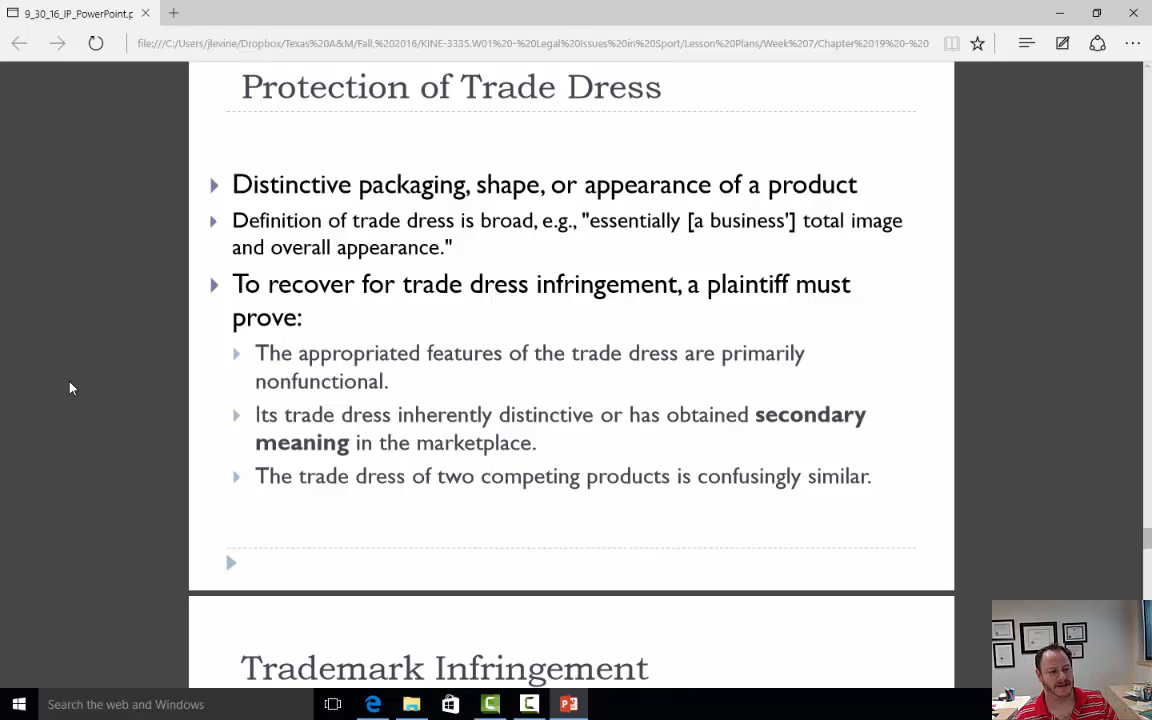 9_30_16_IP_PowerPoint.p
file:///C:/Users/jlevine/Dropbox/Texas%20A&M/Fall,%202016/KINE-3335.W01%20-%20Legal%20Issues%20in%20Sport/Lesson%20Plans/Week%207/Chapter%2019%20-%20
Protection of Trade Dress
Distinctive packaging, shape, or appearance of a product
Definition of trade dress is broad, e.g., "essentially [a business'] total image
and overall appearance."
To recover for trade dress infringement, a plaintiff must
prove:
The appropriated features of the trade dress are primarily
nonfunctional.
Its trade dress inherently distinctive or has obtained secondary
meaning in the marketplace.
The trade dress of two competing products is confusingly similar.
Trademark Infringement
Search the web and Windows